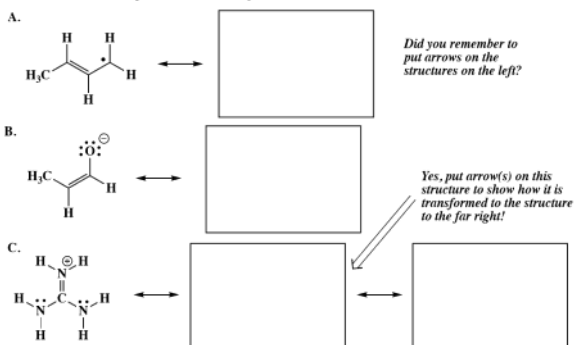 A.
H H
H₃C H
H
Did you remember to
put arrows on the
structures on the left?
B.
⊖
:Ö:
H₃C H
H
Yes, put arrow(s) on this
structure to show how it is
transformed to the structure
to the far right!
C.
H ⊕ H
N
H N C N H
H H